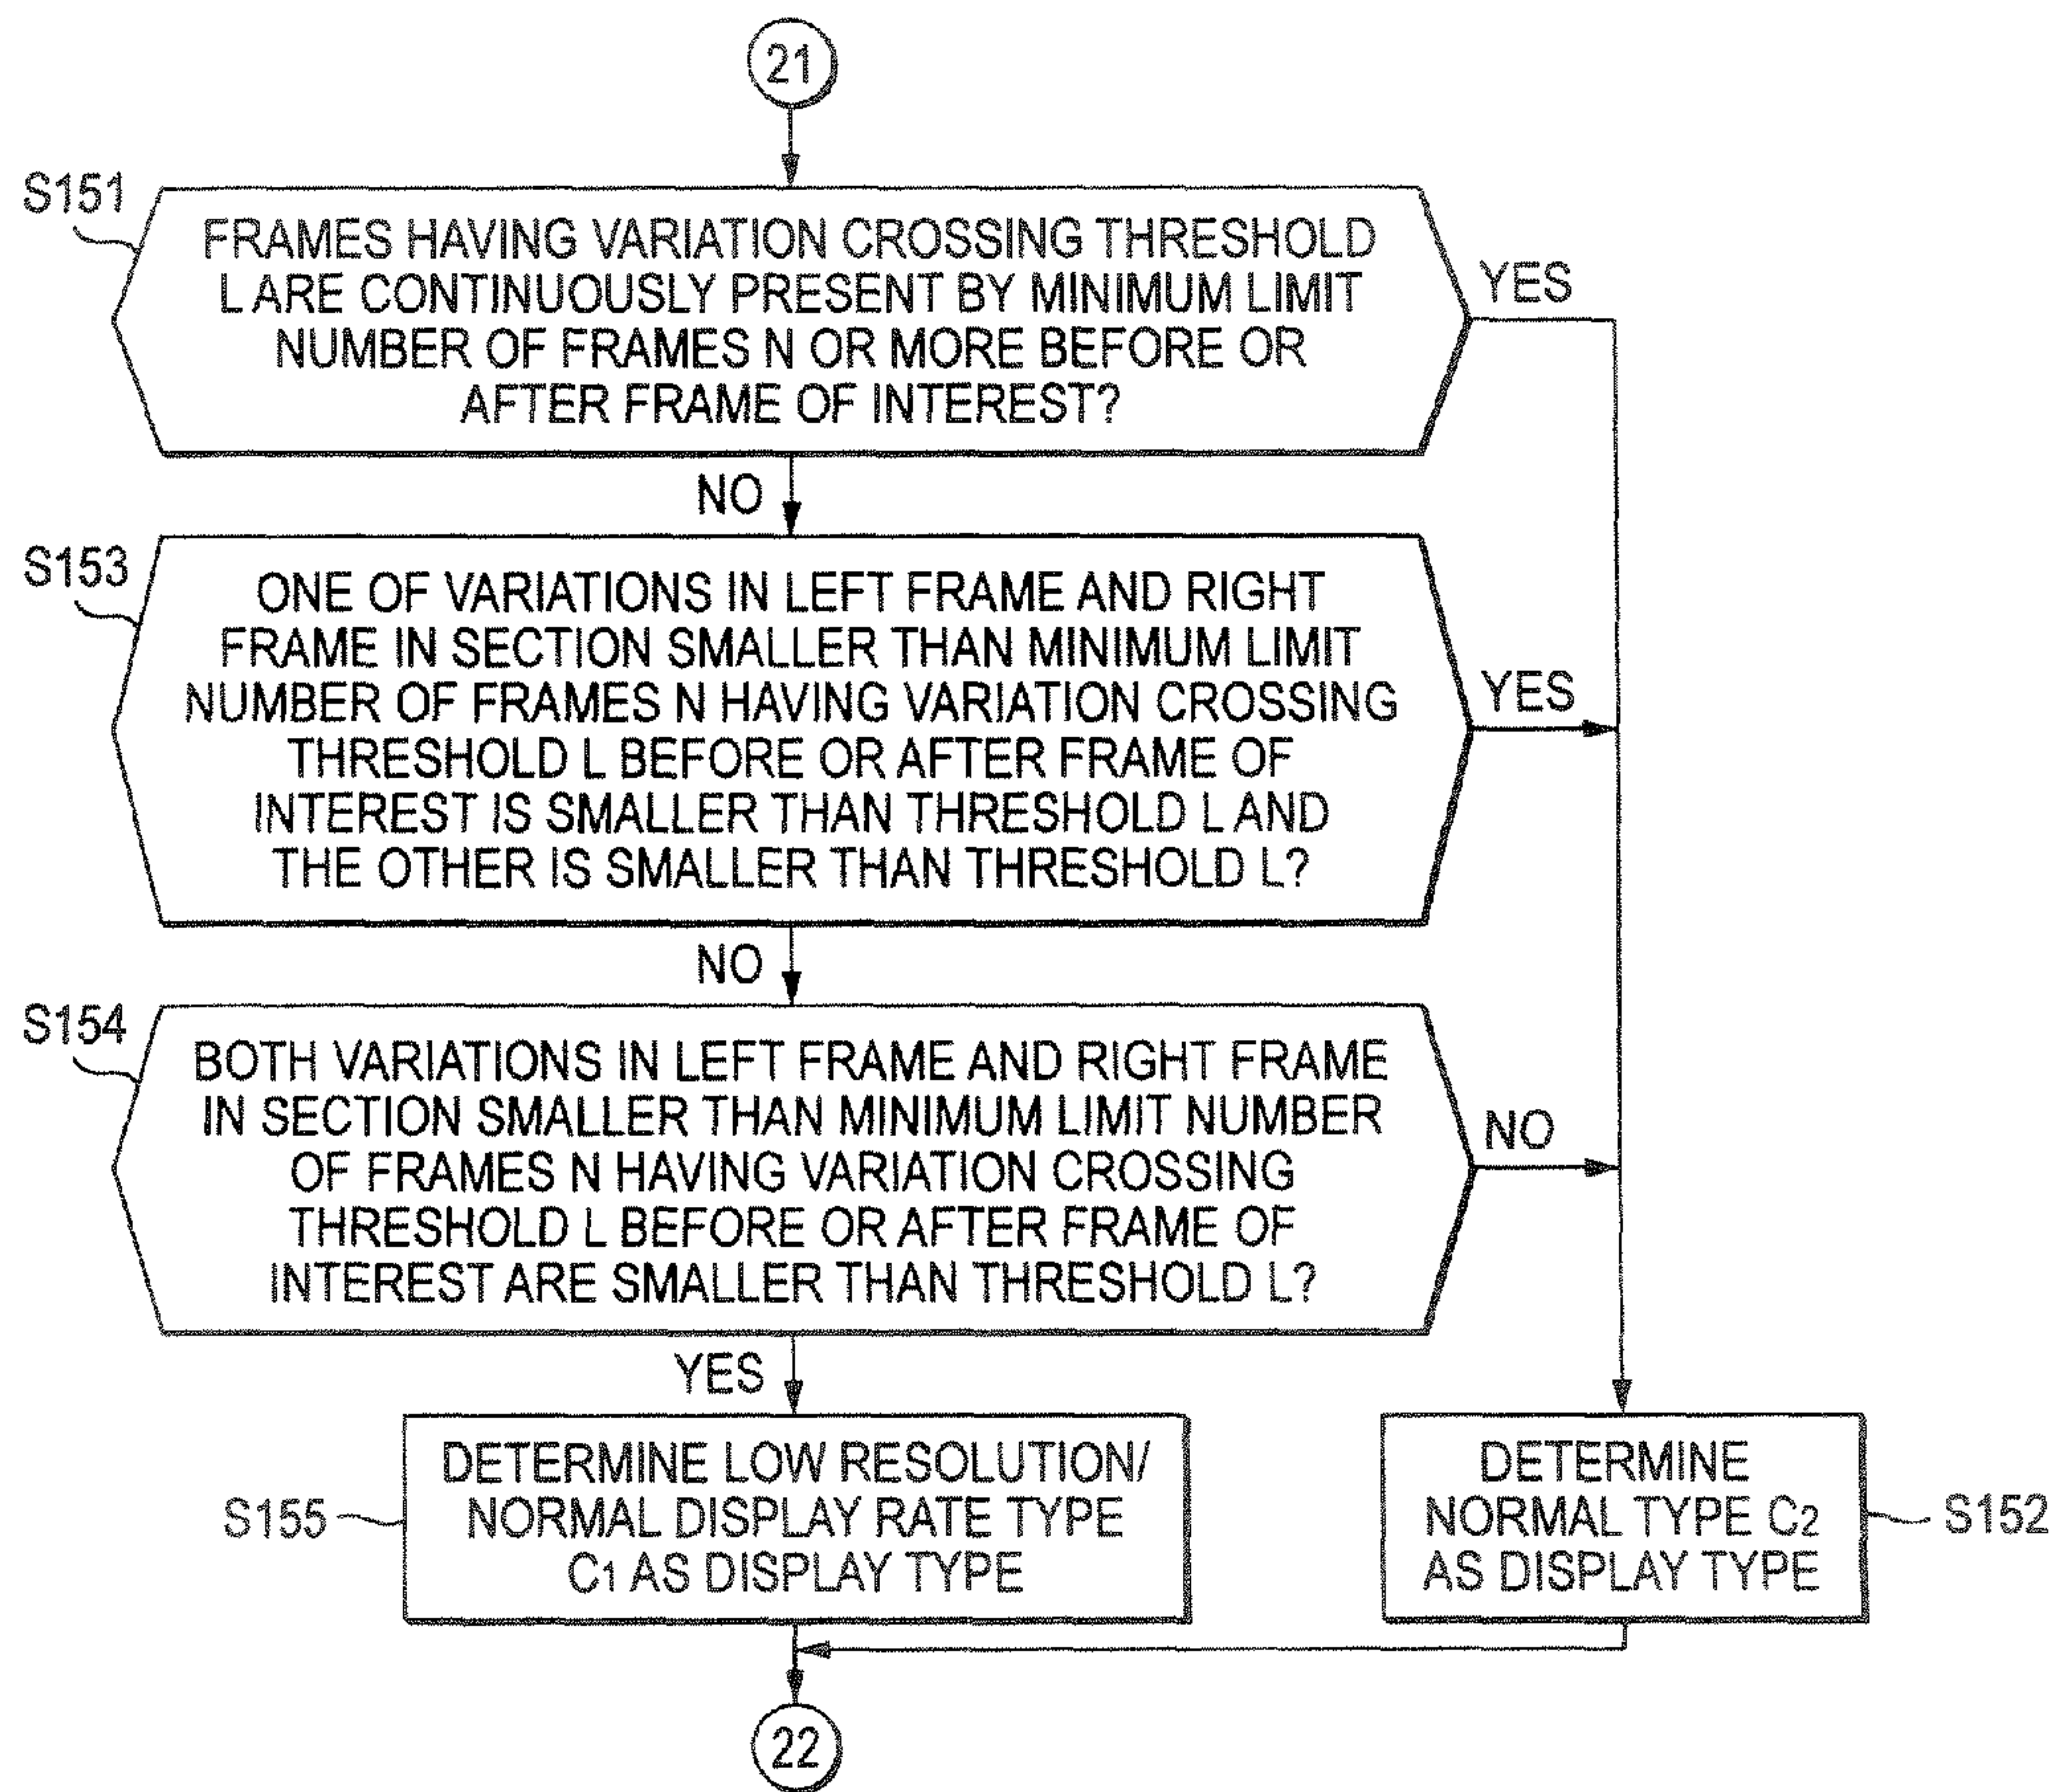 21
S151
FRAMES HAVING VARIATION CROSSING THRESHOLD
L ARE CONTINUOUSLY PRESENT BY MINIMUM LIMIT
NUMBER OF FRAMES N OR MORE BEFORE OR
AFTER FRAME OF INTEREST?
YES
NO
S153
ONE OF VARIATIONS IN LEFT FRAME AND RIGHT
FRAME IN SECTION SMALLER THAN MINIMUM LIMIT
NUMBER OF FRAMES N HAVING VARIATION CROSSING
THRESHOLD L BEFORE OR AFTER FRAME OF
INTEREST IS SMALLER THAN THRESHOLD L AND
THE OTHER IS SMALLER THAN THRESHOLD L?
YES
NO
S154
BOTH VARIATIONS IN LEFT FRAME AND RIGHT FRAME
IN SECTION SMALLER THAN MINIMUM LIMIT NUMBER
OF FRAMES N HAVING VARIATION CROSSING
THRESHOLD L BEFORE OR AFTER FRAME OF
INTEREST ARE SMALLER THAN THRESHOLD L?
NO
YES
S155
DETERMINE LOW RESOLUTION/
NORMAL DISPLAY RATE TYPE
C1 AS DISPLAY TYPE
DETERMINE
NORMAL TYPE C2
AS DISPLAY TYPE
S152
22